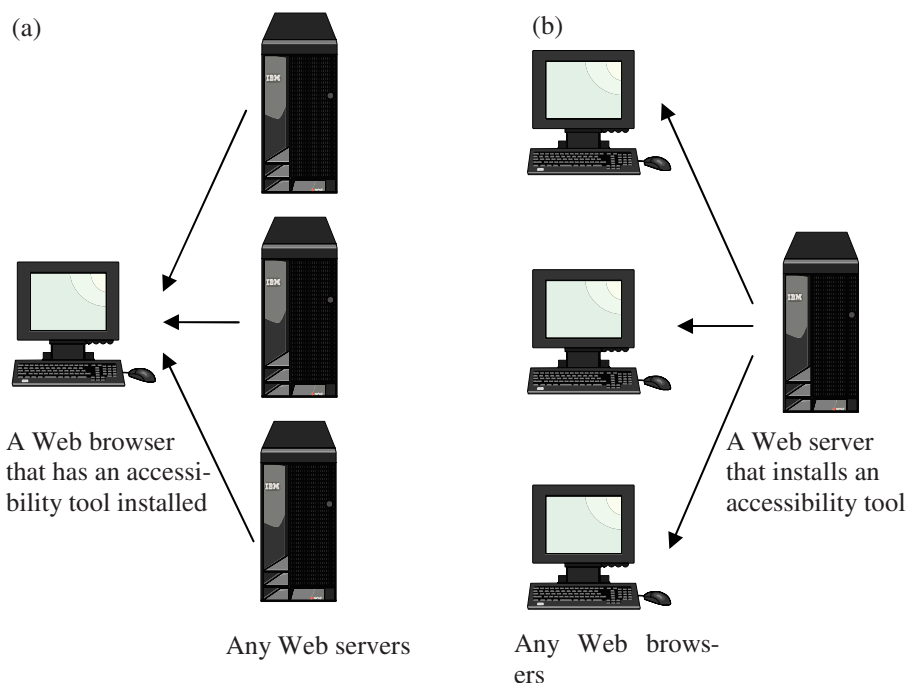 (a)
IBM
IBM
IBM
A Web browser
that has an accessi-
bility tool installed
Any Web servers
(b)
IBM
A Web server
that installs an
accessibility tool
Any Web brows-
ers